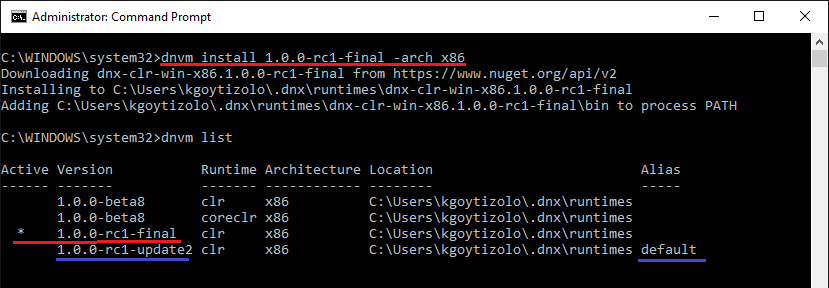 Administrator: Command Prompt
C:\WINDOWS\system32>dnvm install 1.0.0-rc1-final -arch x86
Downloading dnx-clr-win-x86.1.0.0-rc1-final from https://www.nuget.org/api/v2
Installing to C:\Users\kgoytizolo\.dnx\runtimes\dnx-clr-win-x86.1.0.0-rc1-final
Adding C:\Users\kgoytizolo\.dnx\runtimes\dnx-clr-win-x86.1.0.0-rc1-final\bin to process PATH
C:\WINDOWS\system32>dnvm list
Active Version Runtime Architecture Location Alias
------ ------- ------- ------------ -------- -----
1.0.0-beta8 clr x86 C:\Users\kgoytizolo\.dnx\runtimes
1.0.0-beta8 coreclr x86 C:\Users\kgoytizolo\.dnx\runtimes
* 1.0.0-rc1-final clr x86 C:\Users\kgoytizolo\.dnx\runtimes
1.0.0-rc1-update2 clr x86 C:\Users\kgoytizolo\.dnx\runtimes default